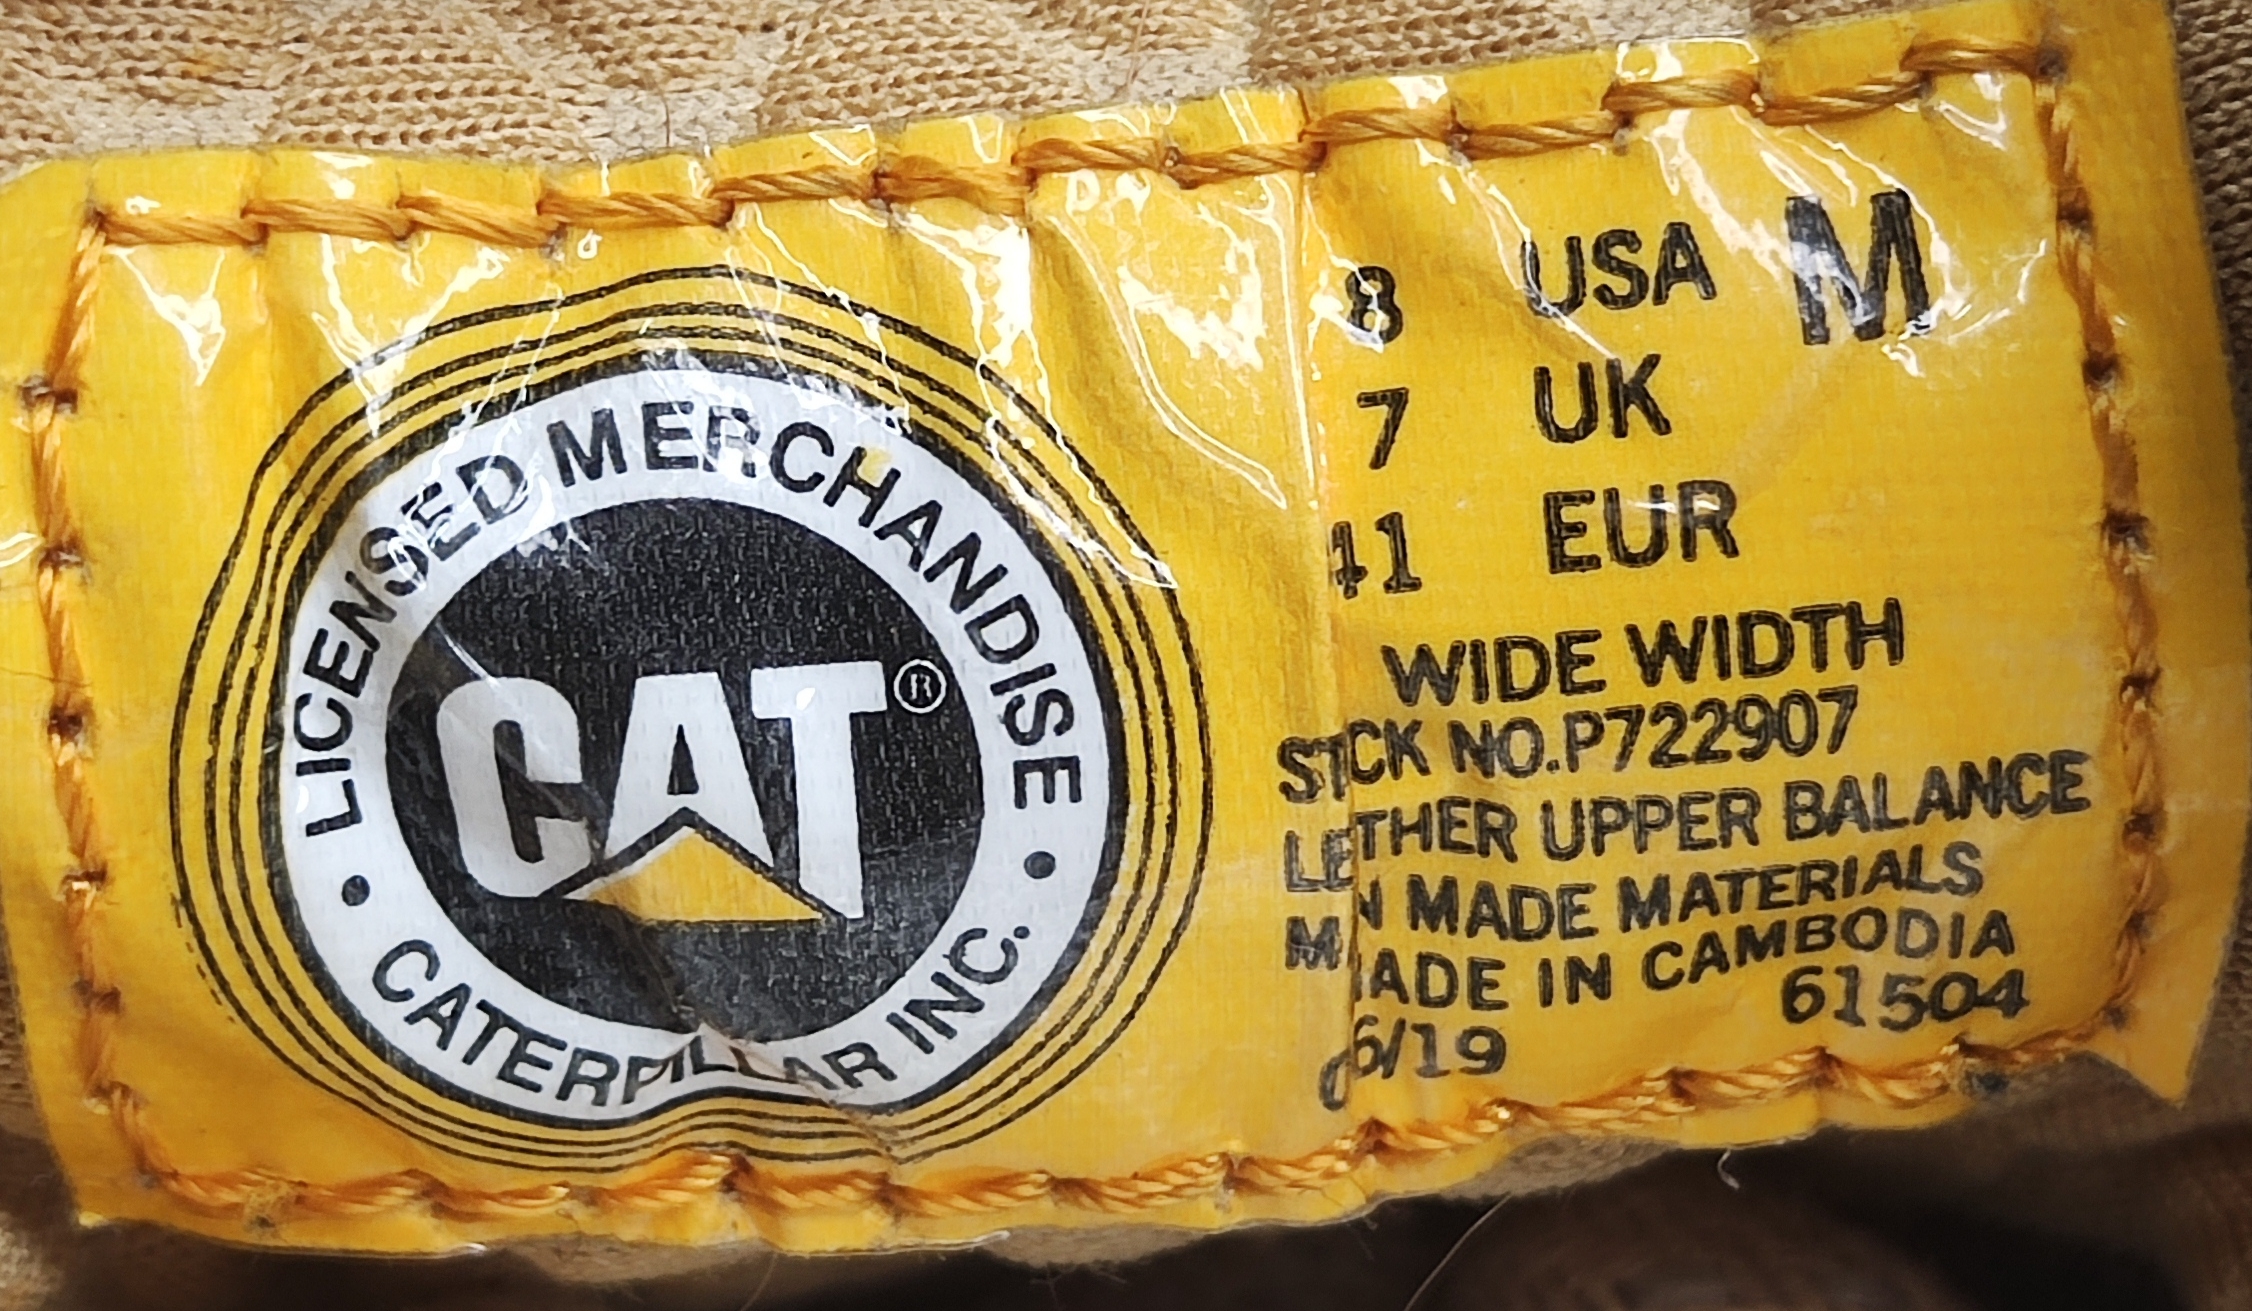 LICENSED MERCHANDISE
CAT®
• CATERPILLAR INC. •
8 USA M
7 UK
41 EUR
WIDE WIDTH
STCK NO.P722907
LETHER UPPER BALANCE
MN MADE MATERIALS
MADE IN CAMBODIA
06/19 61504